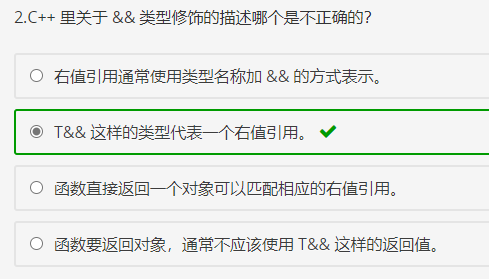 2.C++ 里关于 && 类型修饰的描述哪个是不正确的?
右值引用通常使用类型名称加 && 的方式表示。
T&& 这样的类型代表一个右值引用。
函数直接返回一个对象可以匹配相应的右值引用。
函数要返回对象，通常不应该使用 T&& 这样的返回值。